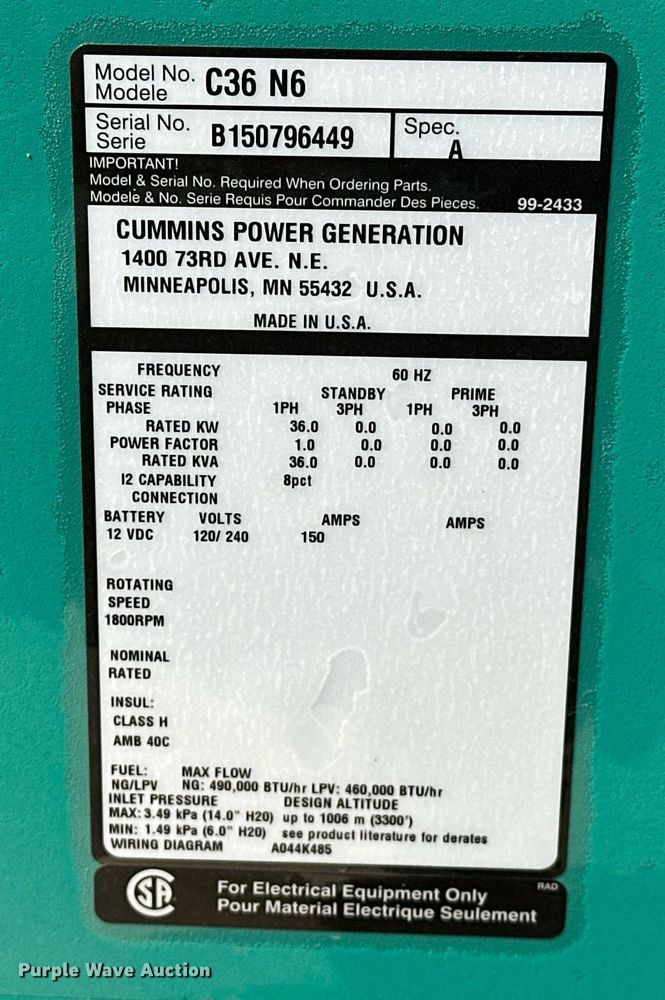 Model No. C36 N6
Modele
Serial No. B150796449 Spec. A
Serie
IMPORTANT!
Model & Serial No. Required When Ordering Parts.
Modele & No. Serie Requis Pour Commander Des Pieces. 99-2433
CUMMINS POWER GENERATION
1400 73RD AVE. N.E.
MINNEAPOLIS, MN 55432 U.S.A.
MADE IN U.S.A.
FREQUENCY 60 HZ
SERVICE RATING STANDBY PRIME
PHASE 1PH 3PH 1PH 3PH
RATED KW 36.0 0.0 0.0 0.0
POWER FACTOR 1.0 0.0 0.0 0.0
RATED KVA 36.0 0.0 0.0 0.0
I2 CAPABILITY 8pct
CONNECTION
BATTERY VOLTS AMPS AMPS
12 VDC 120/ 240 150
ROTATING
SPEED
1800RPM
NOMINAL
RATED
INSUL:
CLASS H
AMB 40C
FUEL: MAX FLOW
NG/LPV NG: 490,000 BTU/hr LPV: 460,000 BTU/hr
INLET PRESSURE DESIGN ALTITUDE
MAX: 3.49 kPa (14.0" H20) up to 1006 m (3300')
MIN: 1.49 kPa (6.0" H20) see product literature for derates
WIRING DIAGRAM A044K485
SA For Electrical Equipment Only RAD
Pour Material Electrique Seulement
Purple Wave Auction